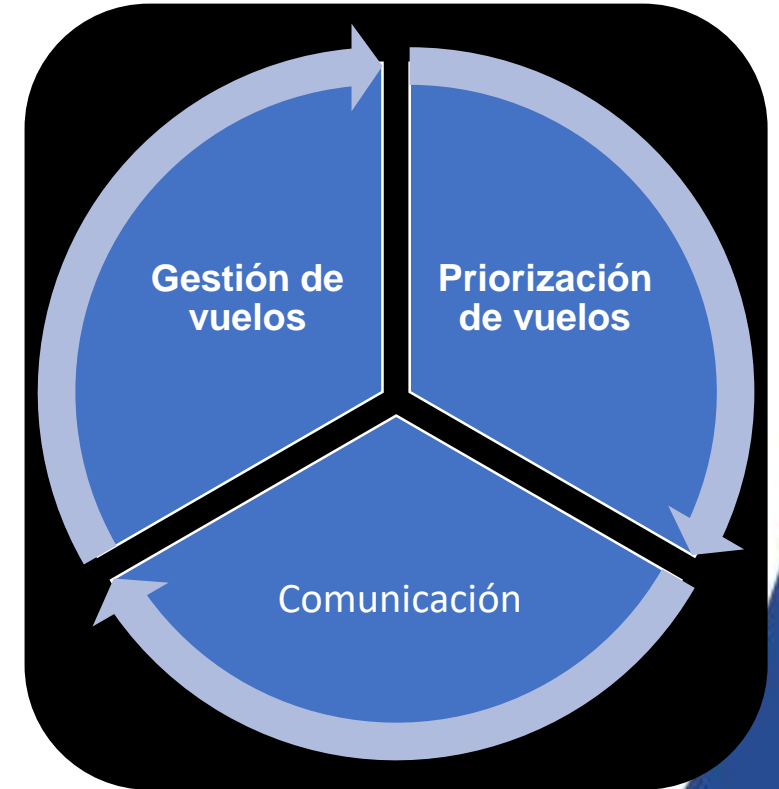 Gestión de
vuelos
Priorización
de vuelos
Comunicación